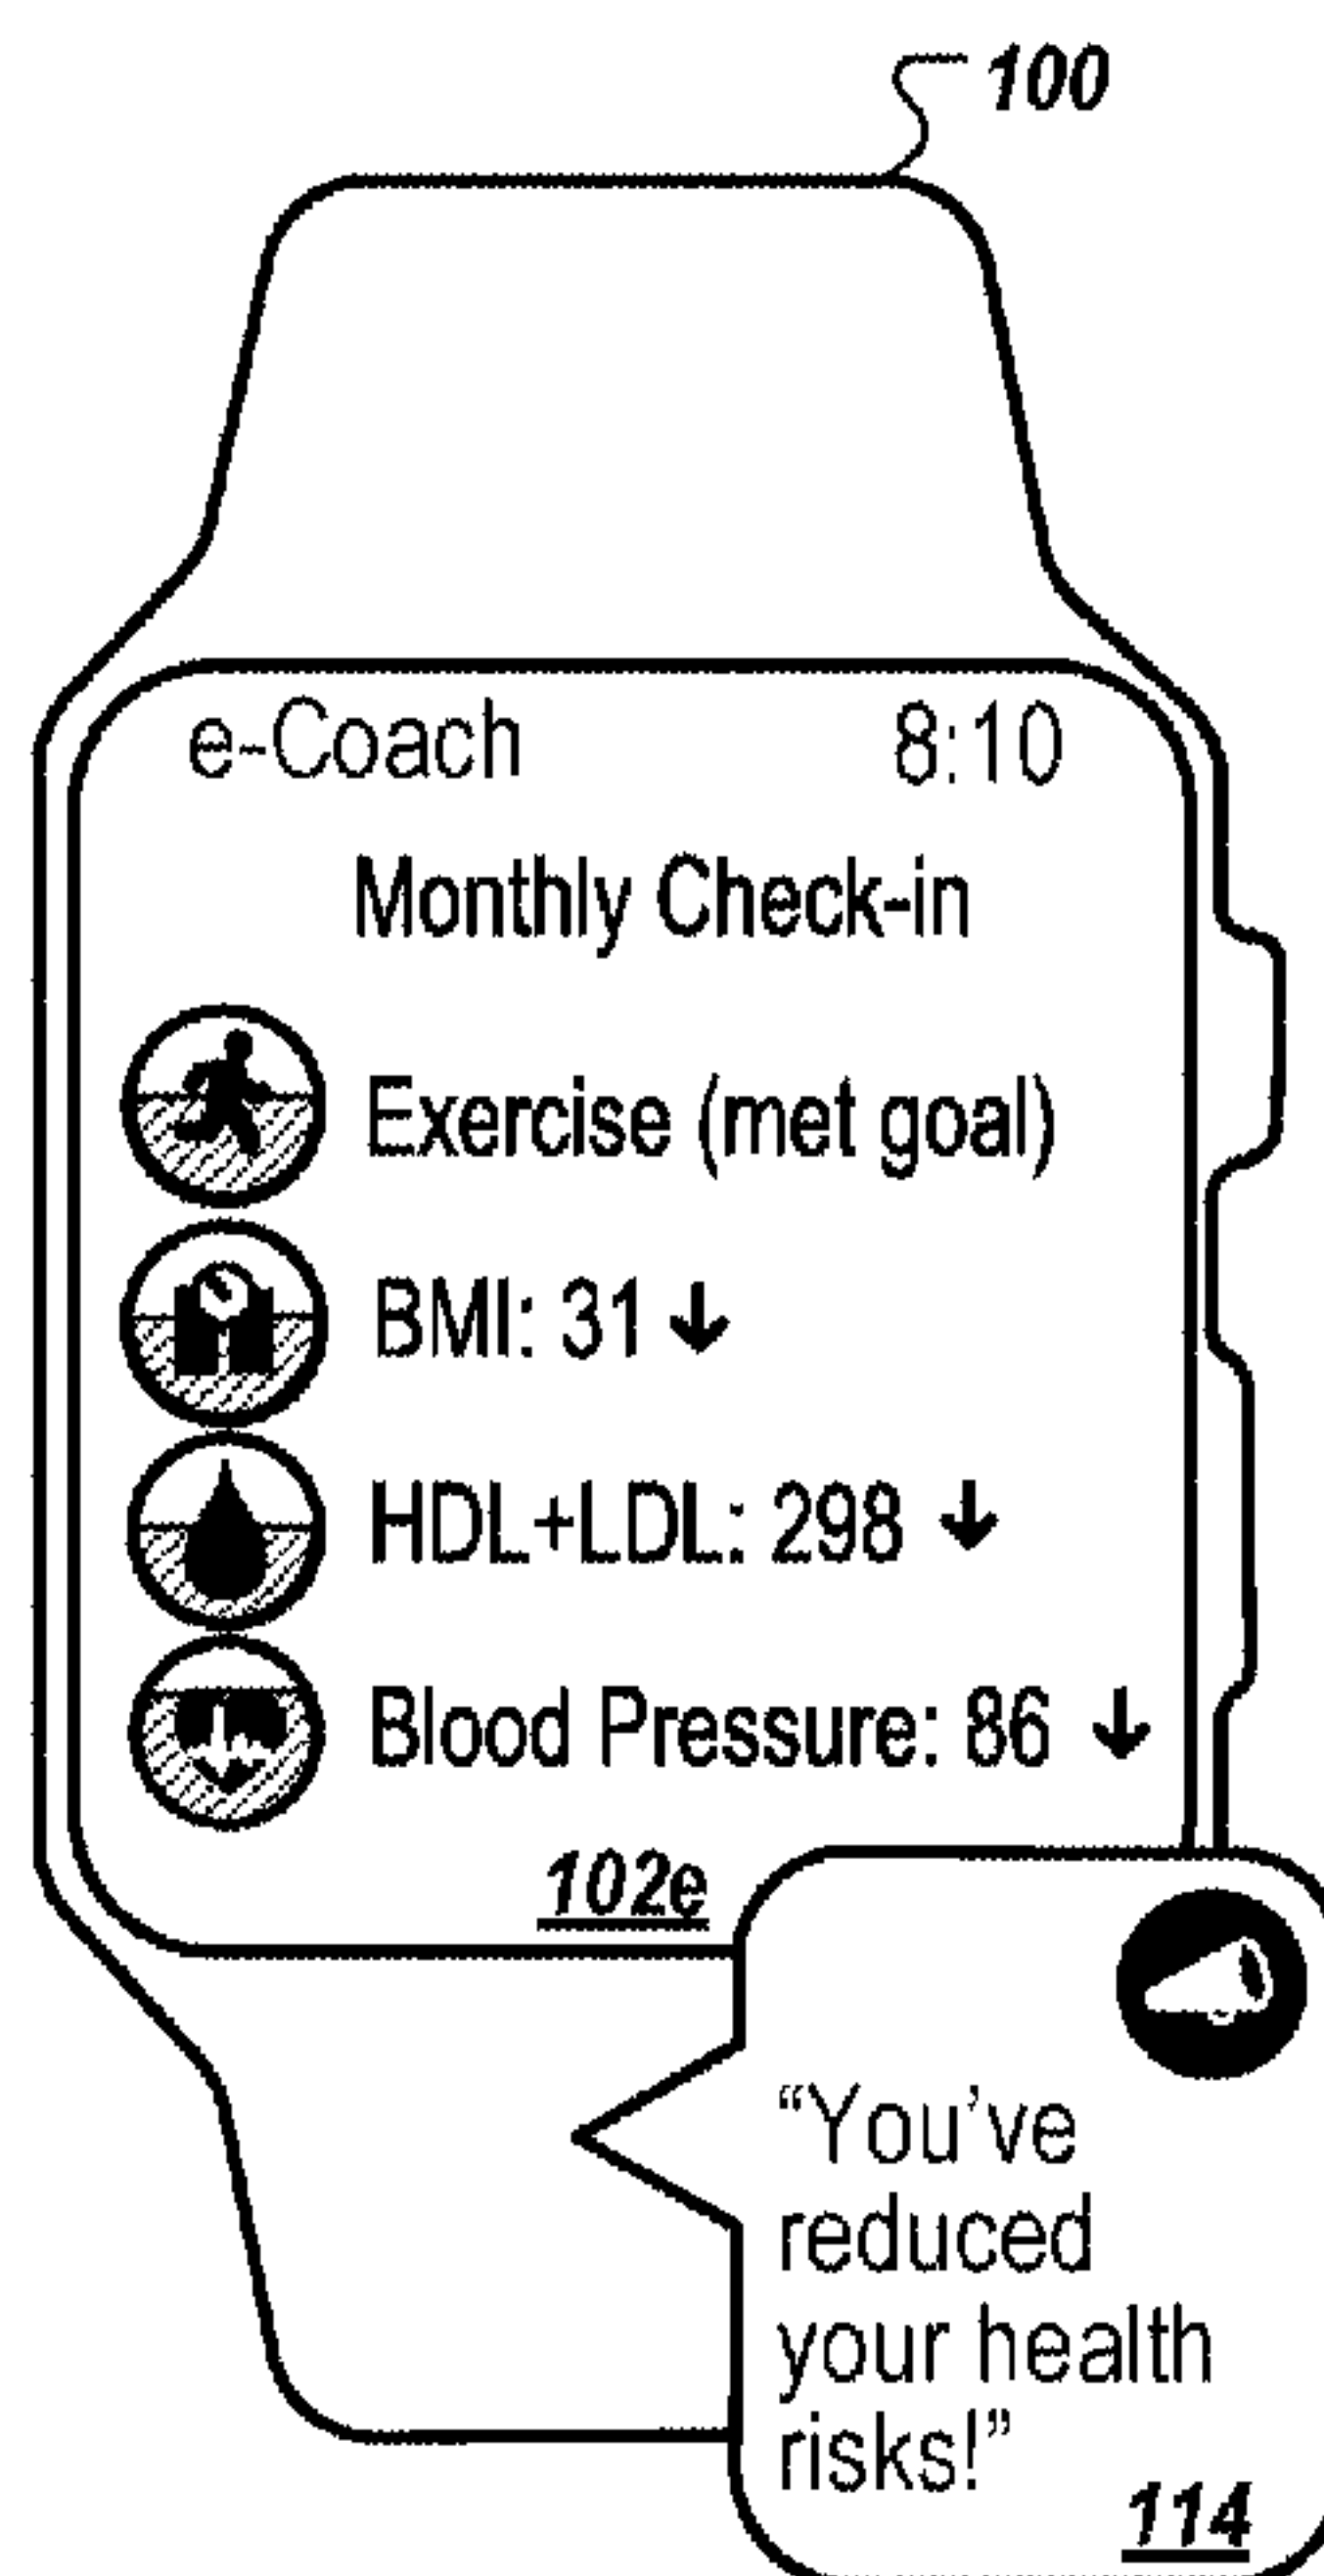 100
e-Coach 8:10
Monthly Check-in
Exercise (met goal)
BMI: 31 ↓
HDL+LDL: 298 ↓
Blood Pressure: 86 ↓
102e
“You’ve
reduced
your health
risks!”
114